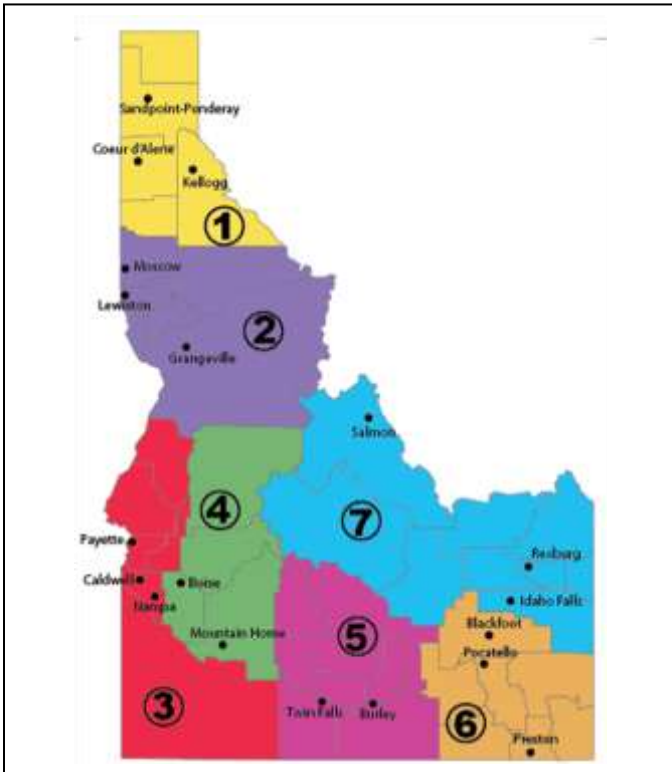 Sandpoint-Ponderay
Coeur d'Alene
Kellogg
1
Moscow
Lewiston
2
Grangeville
Salmon
4
7
Payette
Rexburg
Caldwell
Boise
Nampa
Idaho Falls
Blackfoot
Mountain Home
5
Pocatello
3
Twin Falls
Burley
6
Preston